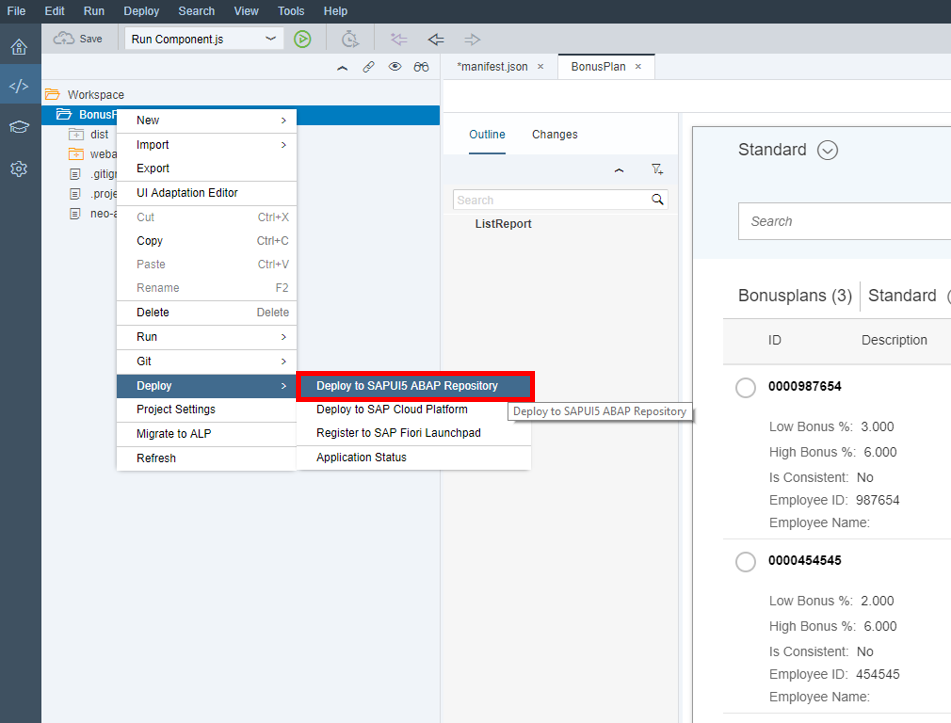 File Edit Run Deploy Search View Tools Help
Save Run Component.js
*manifest.json × BonusPlan ×
Workspace
BonusP
dist
weba
.gitign
.proje
neo-a
New >
Import >
Export
UI Adaptation Editor
Cut Ctrl+X
Copy Ctrl+C
Paste Ctrl+V
Rename F2
Delete Delete
Run >
Git >
Deploy >
Project Settings
Migrate to ALP
Refresh
Deploy to SAPUI5 ABAP Repository
Deploy to SAP Cloud Platform
Register to SAP Fiori Launchpad
Application Status
Deploy to SAPUI5 ABAP Repository
Outline Changes
Search
ListReport
Standard
Search
Bonusplans (3) Standard
ID Description
0000987654
Low Bonus %: 3.000
High Bonus %: 6.000
Is Consistent: No
Employee ID: 987654
Employee Name:
0000454545
Low Bonus %: 2.000
High Bonus %: 6.000
Is Consistent: No
Employee ID: 454545
Employee Name: